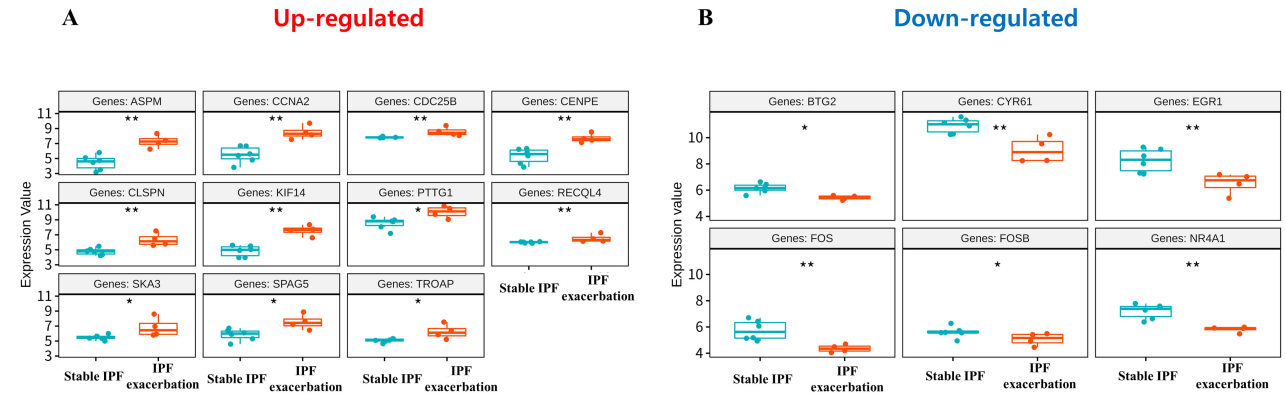 A
Up-regulated
Expression Value
Genes: ASPM
Genes: CCNA2
Genes: CDC25B
Genes: CENPE
11
9
5
3
**
**
**
**
Genes: CLSPN
Genes: KIF14
Genes: PTTG1
Genes: RECQL4
11
9
7
5
3
**
**
*
**
Genes: SKA3
Genes: SPAG5
Genes: TROAP
11
7
5
3
*
*
*
Stable IPF
IPF
exacerbation
Stable IPF
IPF
exacerbation
Stable IPF
IPF
exacerbation
Stable IPF
IPF
exacerbation
B
Down-regulated
Expression Value
Genes: BTG2
Genes: CYR61
Genes: EGR1
10
8
6
4
*
**
**
Genes: FOS
Genes: FOSB
Genes: NR4A1
10
8
6
4
**
*
**
Stable IPF
IPF
exacerbation
Stable IPF
IPF
exacerbation
Stable IPF
IPF
exacerbation